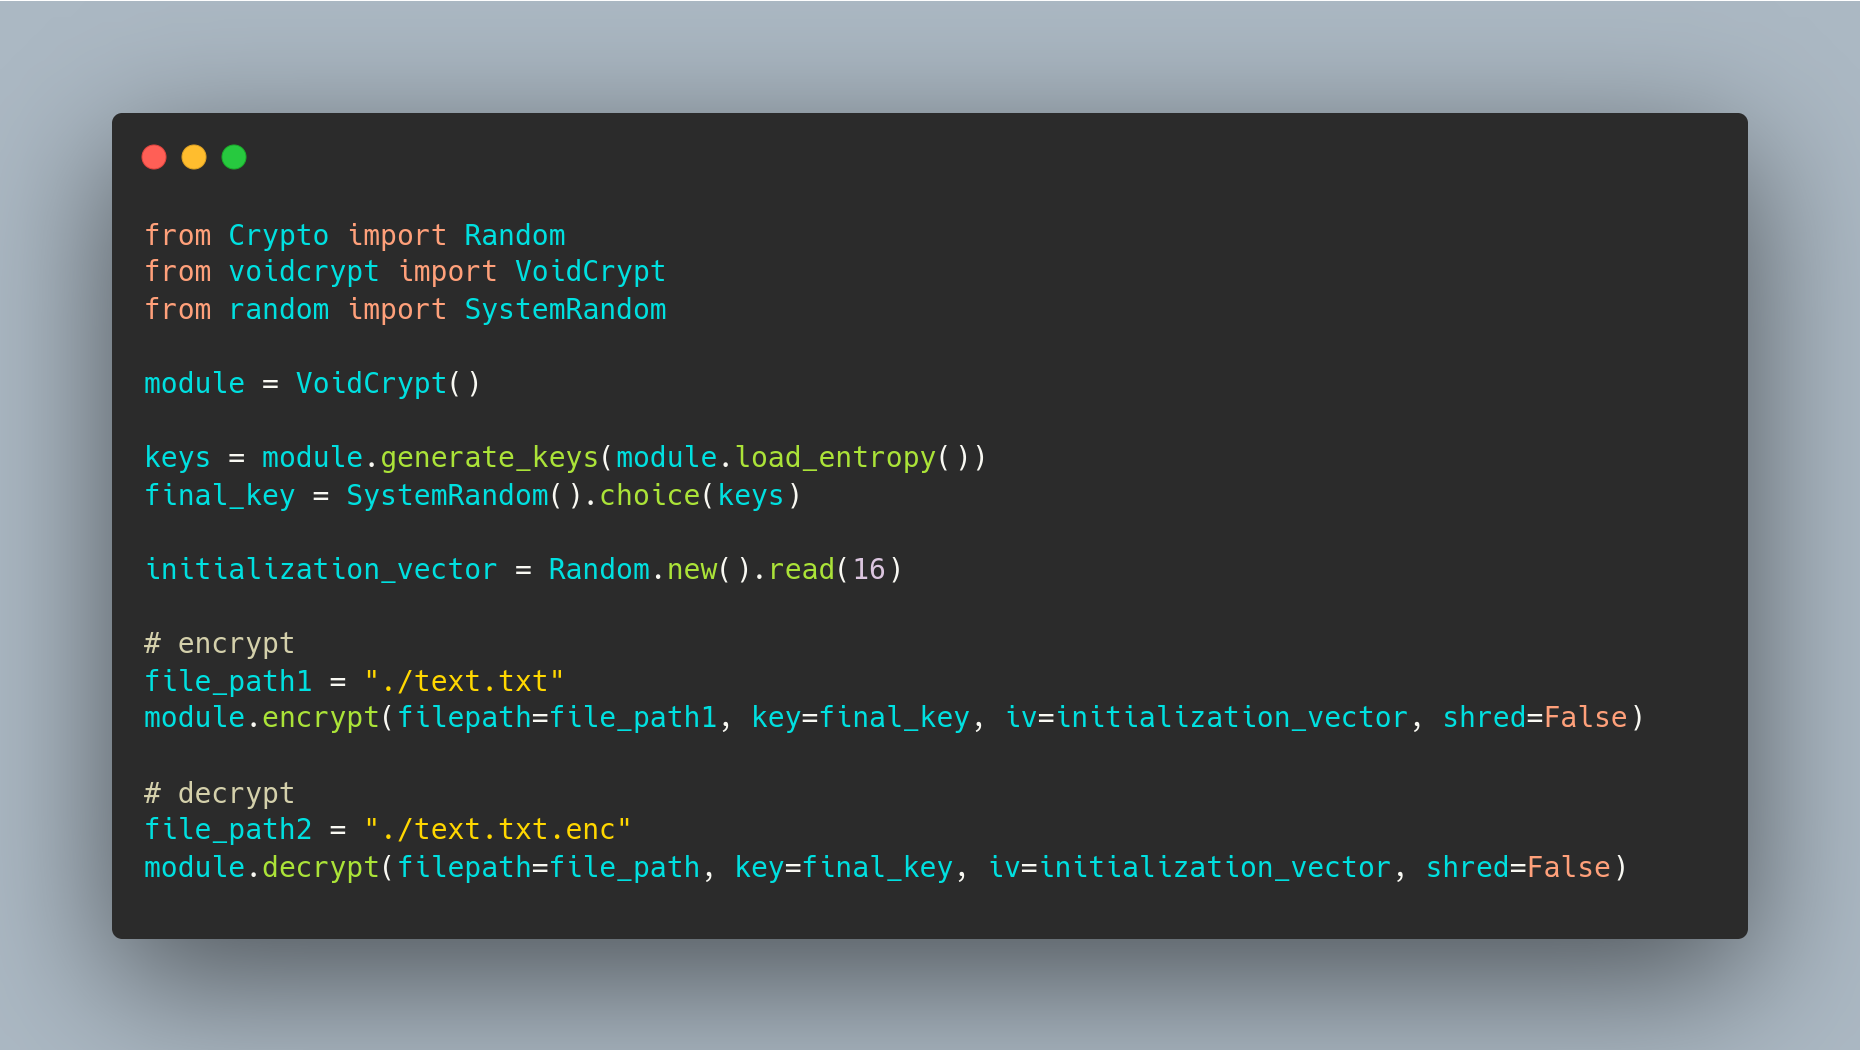 from Crypto import Random
from voidcrypt import VoidCrypt
from random import SystemRandom
module = VoidCrypt()
keys = module.generate_keys(module.load_entropy())
final_key = SystemRandom().choice(keys)
initialization_vector = Random.new().read(16)
# encrypt
file_path1 = "./text.txt"
module.encrypt(filepath=file_path1, key=final_key, iv=initialization_vector, shred=False)
# decrypt
file_path2 = "./text.txt.enc"
module.decrypt(filepath=file_path, key=final_key, iv=initialization_vector, shred=False)